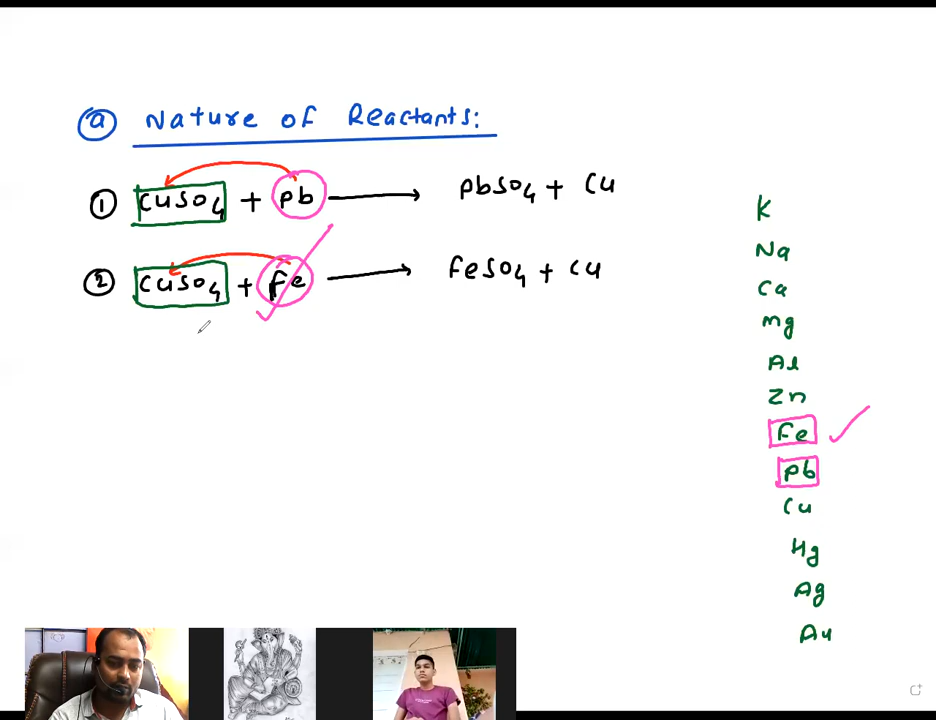 a Nature of Reactants:
1 CuSO4 + pb → pbSO4 + Cu
2 CuSO4 + Fe → FeSO4 + Cu
K
Na
Ca
Mg
Al
Zn
Fe
Pb
Cu
Hg
Ag
Au